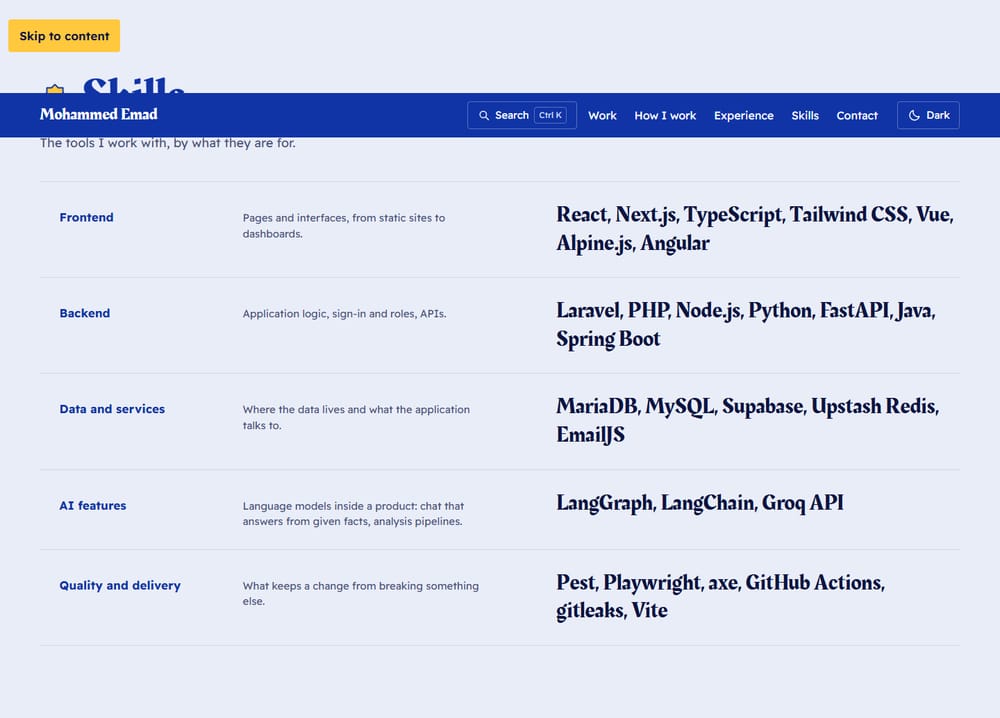 Skip to content
Skills
Mohammed Emad
Search Ctrl K Work How I work Experience Skills Contact Dark
The tools I work with, by what they are for.
Frontend
Pages and interfaces, from static sites to
dashboards.
React, Next.js, TypeScript, Tailwind CSS, Vue,
Alpine.js, Angular
Backend
Application logic, sign-in and roles, APIs.
Laravel, PHP, Node.js, Python, FastAPI, Java,
Spring Boot
Data and services
Where the data lives and what the application
talks to.
MariaDB, MySQL, Supabase, Upstash Redis,
EmailJS
AI features
Language models inside a product: chat that
answers from given facts, analysis pipelines.
LangGraph, LangChain, Groq API
Quality and delivery
What keeps a change from breaking something
else.
Pest, Playwright, axe, GitHub Actions,
gitleaks, Vite